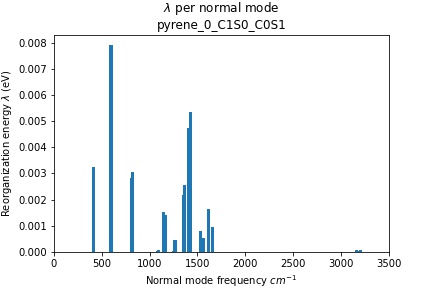 λ per normal mode
pyrene_0_C1S0_C0S1
Reorganization energy λ (eV)
0.008
0.007
0.006
0.005
0.004
0.003
0.002
0.001
0.000
0 500 1000 1500 2000 2500 3000 3500
Normal mode frequency cm⁻¹